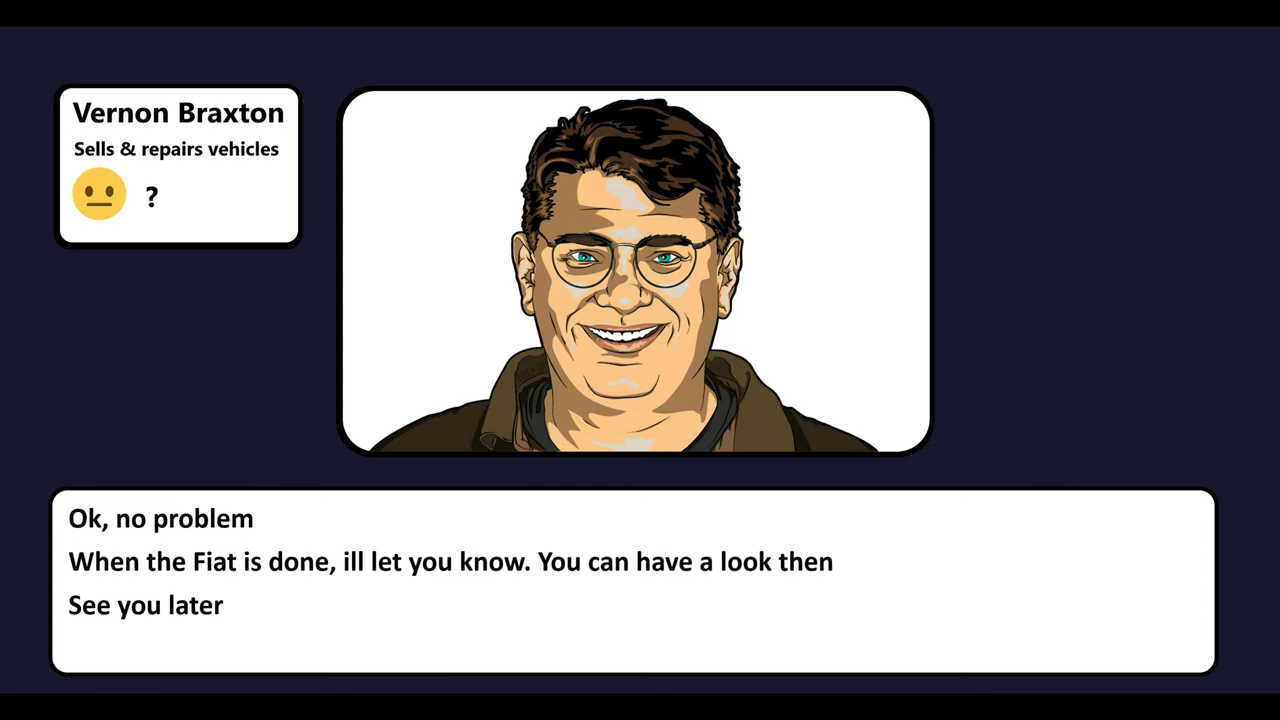 Vernon Braxton
Sells & repairs vehicles
?
Ok, no problem
When the Fiat is done, ill let you know. You can have a look then
See you later